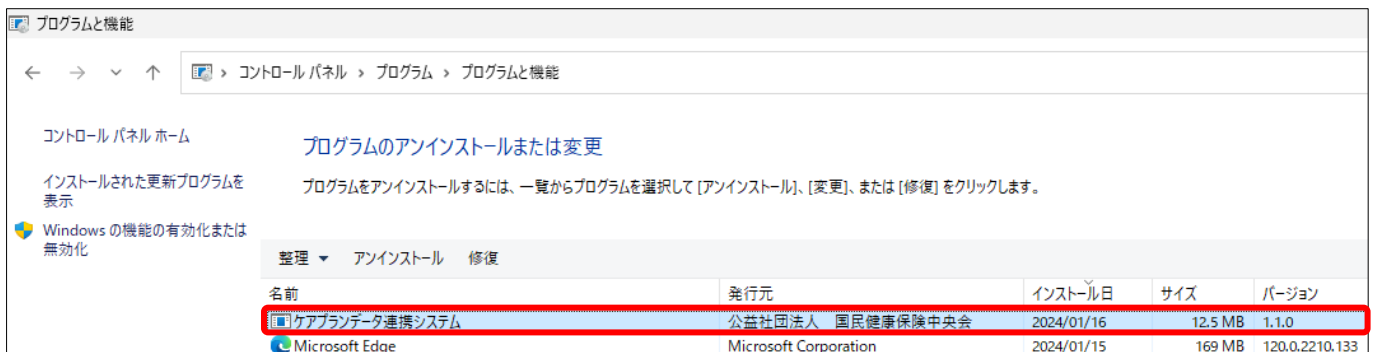 プログラムと機能
コントロール パネル › プログラム › プログラムと機能
コントロール パネル ホーム
インストールされた更新プログラムを
表示
Windows の機能の有効化または
無効化
プログラムのアンインストールまたは変更
プログラムをアンインストールするには、一覧からプログラムを選択して [アンインストール]、[変更]、または [修復] をクリックします。
整理 アンインストール 修復
名前 発行元 インストール日 サイズ バージョン
ケアプランデータ連携システム 公益社団法人 国民健康保険中央会 2024/01/16 12.5 MB 1.1.0
Microsoft Edge Microsoft Corporation 2024/01/15 169 MB 120.0.2210.133